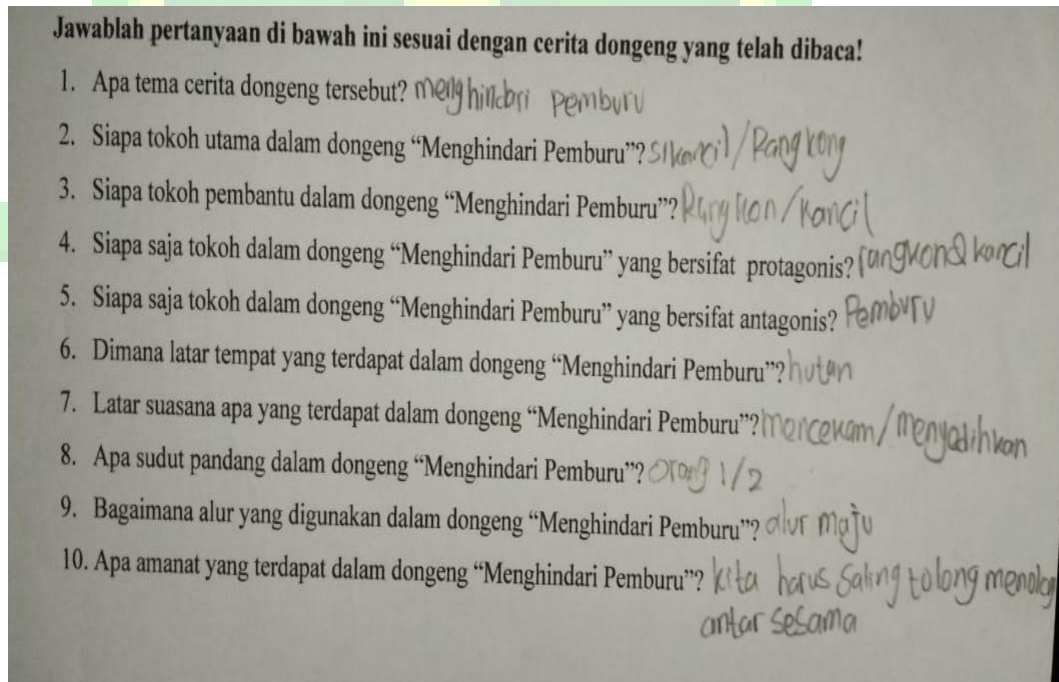 Jawablah pertanyaan di bawah ini sesuai dengan cerita dongeng yang telah dibaca!
1. Apa tema cerita dongeng tersebut? menghindari pemburu
2. Siapa tokoh utama dalam dongeng “Menghindari Pemburu”? sikancil/Rangkong
3. Siapa tokoh pembantu dalam dongeng “Menghindari Pemburu”? Rangkon/Kancil
4. Siapa saja tokoh dalam dongeng “Menghindari Pemburu” yang bersifat protagonis? rangkon& kancil
5. Siapa saja tokoh dalam dongeng “Menghindari Pemburu” yang bersifat antagonis? Pemburu
6. Dimana latar tempat yang terdapat dalam dongeng “Menghindari Pemburu”? hutan
7. Latar suasana apa yang terdapat dalam dongeng “Menghindari Pemburu”? mencekam/menyedihkan
8. Apa sudut pandang dalam dongeng “Menghindari Pemburu”? orang 1/2
9. Bagaimana alur yang digunakan dalam dongeng “Menghindari Pemburu”? alur maju
10. Apa amanat yang terdapat dalam dongeng “Menghindari Pemburu”? kita harus saling tolong menolog
antar sesama